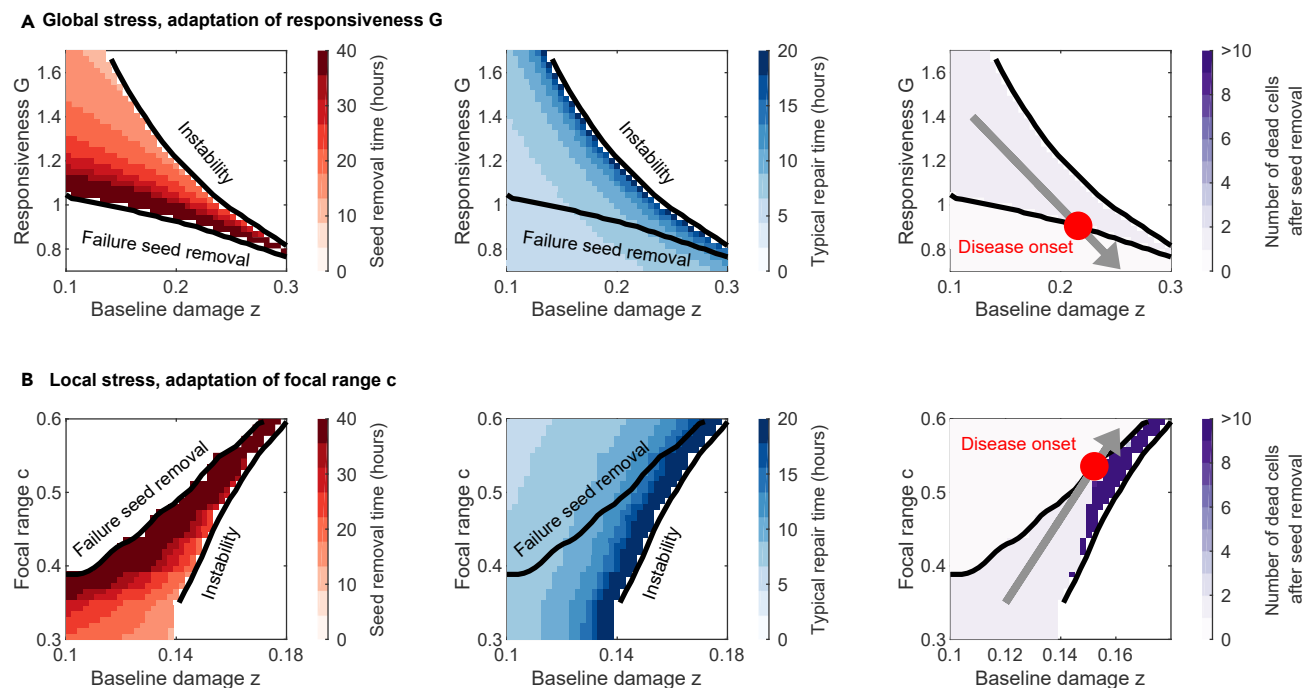 A Global stress, adaptation of responsiveness G
Responsiveness G
1.6
1.4
1.2
1
0.8
Instability
Failure seed removal
0.1
0.2
0.3
Baseline damage z
40
30
20
10
0
Seed removal time (hours)
Responsiveness G
1.6
1.4
1.2
1
0.8
Instability
Failure seed removal
0.1
0.2
0.3
Baseline damage z
20
15
10
5
0
Typical repair time (hours)
Responsiveness G
1.6
1.4
1.2
1
0.8
Disease onset
0.1
0.2
0.3
Baseline damage z
>10
8
6
4
2
0
Number of dead cells
after seed removal
B Local stress, adaptation of focal range c
Focal range c
0.6
0.5
0.4
0.3
Failure seed removal
Instability
0.1
0.14
0.18
Baseline damage z
40
30
20
10
0
Seed removal time (hours)
Focal range c
0.6
0.5
0.4
0.3
Failure seed removal
Instability
0.1
0.14
0.18
Baseline damage z
20
15
10
5
0
Typical repair time (hours)
Focal range c
0.6
0.5
0.4
0.3
Disease onset
0.1
0.12
0.14
0.16
Baseline damage z
>10
8
6
4
2
0
Number of dead cells
after seed removal